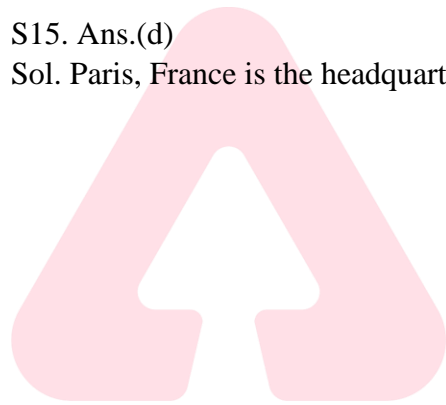 S15. Ans.(d)
Sol. Paris, France is the headquart